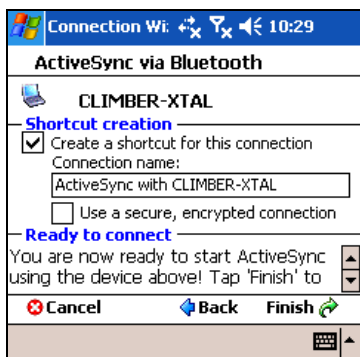 Connection Wi: 10:29
ActiveSync via Bluetooth
CLIMBER-XTAL
Shortcut creation
Create a shortcut for this connection
Connection name:
ActiveSync with CLIMBER-XTAL
Use a secure, encrypted connection
Ready to connect
You are now ready to start ActiveSync
using the device above! Tap 'Finish' to
Cancel Back Finish